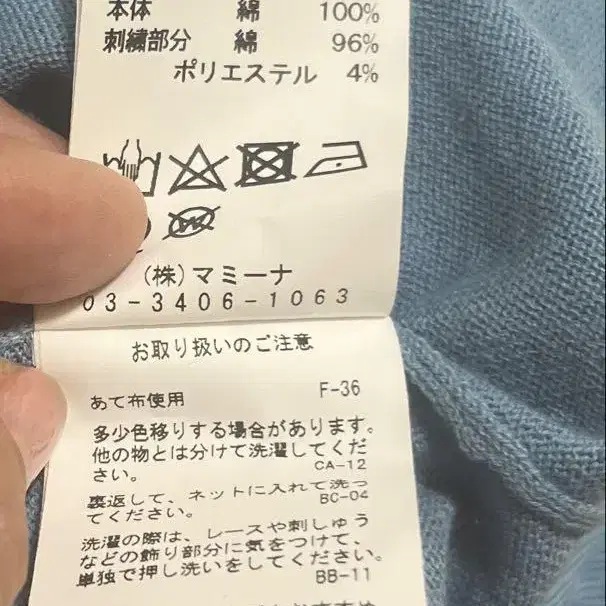 本体 綿 100%
刺繍部分 綿 96%
ポリエステル 4%
(株)マミーナ
03-3406-1063
お取り扱いのご注意
あて布使用 F-36
多少色移りする場合があります。
他の物とは分けて洗濯してくだ
さい。 CA-12
裏返して、ネットに入れて洗っ
てください。 BC-04
洗濯の際は、レースや刺しゅう
などの飾り部分に気をつけて、
単独で押し洗いをしてください。
BB-11